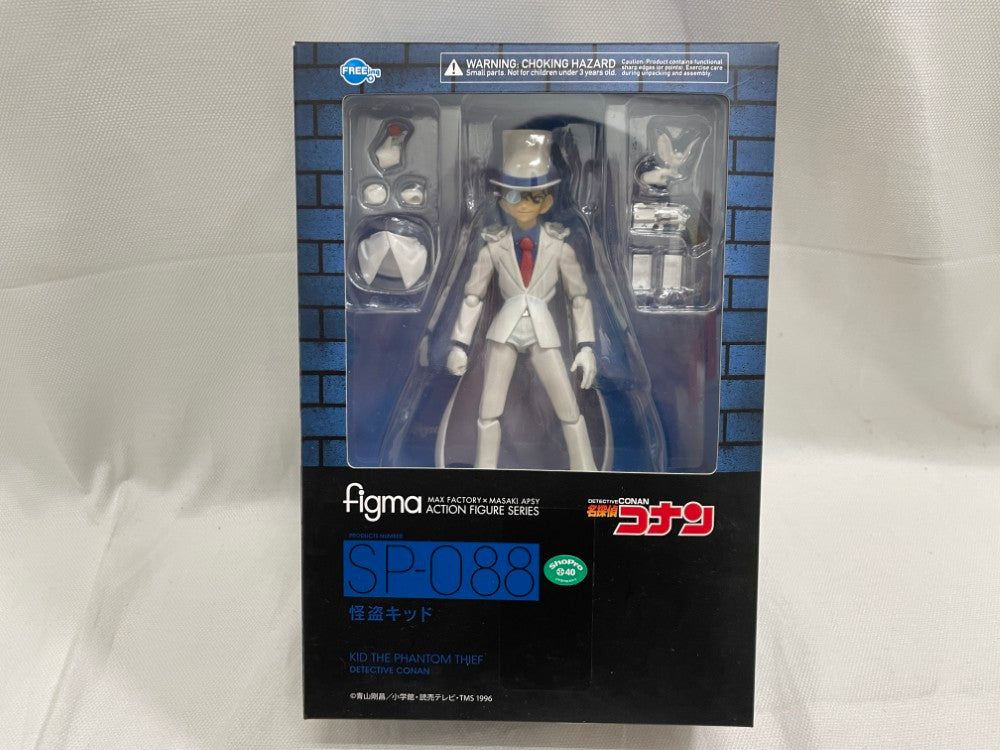 FREEing
WARNING: CHOKING HAZARD
Small parts. Not for children under 3 years old.
Caution: Product contains functional
sharp edges (or points). Exercise care
during unpacking and assembly.
figma
MAX FACTORY × MASAKI APSY
ACTION FIGURE SERIES
DETECTIVE CONAN
名探偵コナン
PRODUCTS NUMBER
SP-088
ShoPro
40
怪盗キッド
KID THE PHANTOM THIEF
DETECTIVE CONAN
©青山剛昌/小学館・読売テレビ・TMS 1996